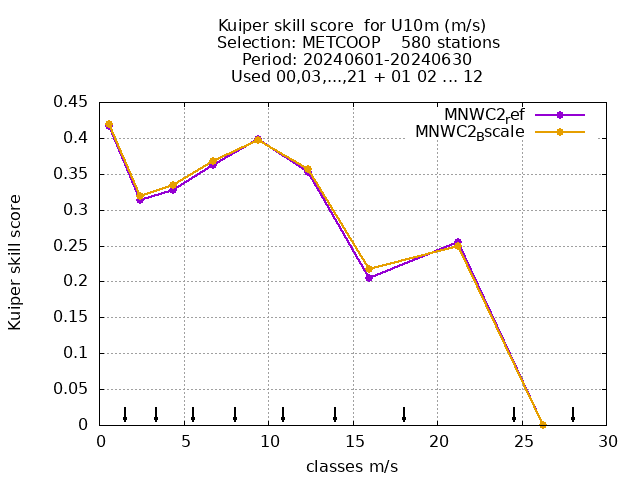 Kuiper skill score  for U10m (m/s)
Selection: METCOOP    580 stations
Period: 20240601-20240630
Used 00,03,...,21 + 01 02 ... 12
MNWC2ref
MNWC2Bscale
0.45
0.4
0.35
0.3
0.25
0.2
0.15
0.1
0.05
0
Kuiper skill score
0 5 10 15 20 25 30
classes m/s